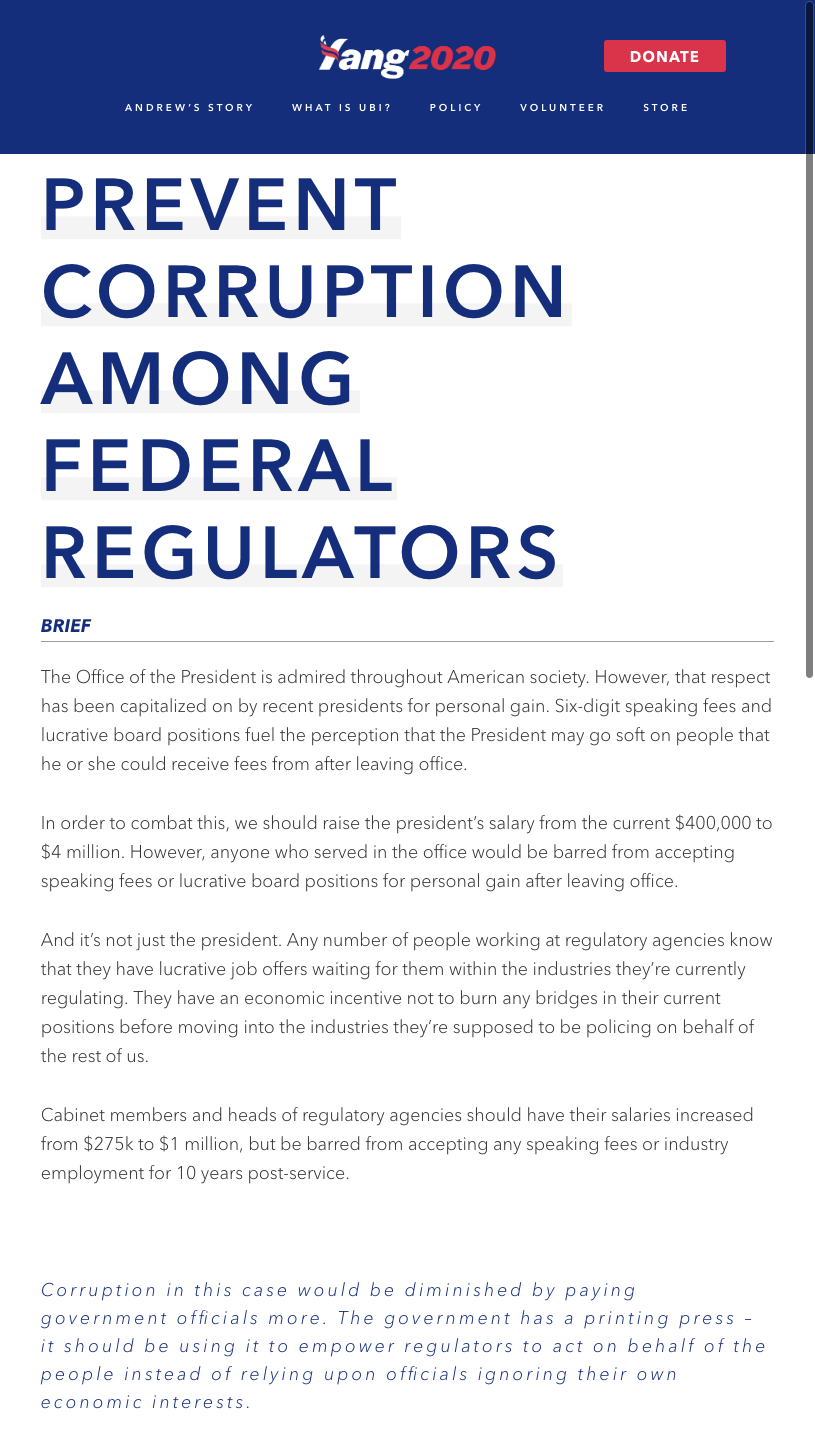 Yang2020
DONATE
ANDREW'S STORY WHAT IS UBI? POLICY VOLUNTEER STORE
PREVENT
CORRUPTION
AMONG
FEDERAL
REGULATORS
BRIEF
The Office of the President is admired throughout American society. However, that respect
has been capitalized on by recent presidents for personal gain. Six-digit speaking fees and
lucrative board positions fuel the perception that the President may go soft on people that
he or she could receive fees from after leaving office.
In order to combat this, we should raise the president's salary from the current $400,000 to
$4 million. However, anyone who served in the office would be barred from accepting
speaking fees or lucrative board positions for personal gain after leaving office.
And it's not just the president. Any number of people working at regulatory agencies know
that they have lucrative job offers waiting for them within the industries they're currently
regulating. They have an economic incentive not to burn any bridges in their current
positions before moving into the industries they're supposed to be policing on behalf of
the rest of us.
Cabinet members and heads of regulatory agencies should have their salaries increased
from $275k to $1 million, but be barred from accepting any speaking fees or industry
employment for 10 years post-service.
Corruption in this case would be diminished by paying
government officials more. The government has a printing press –
it should be using it to empower regulators to act on behalf of the
people instead of relying upon officials ignoring their own
economic interests.